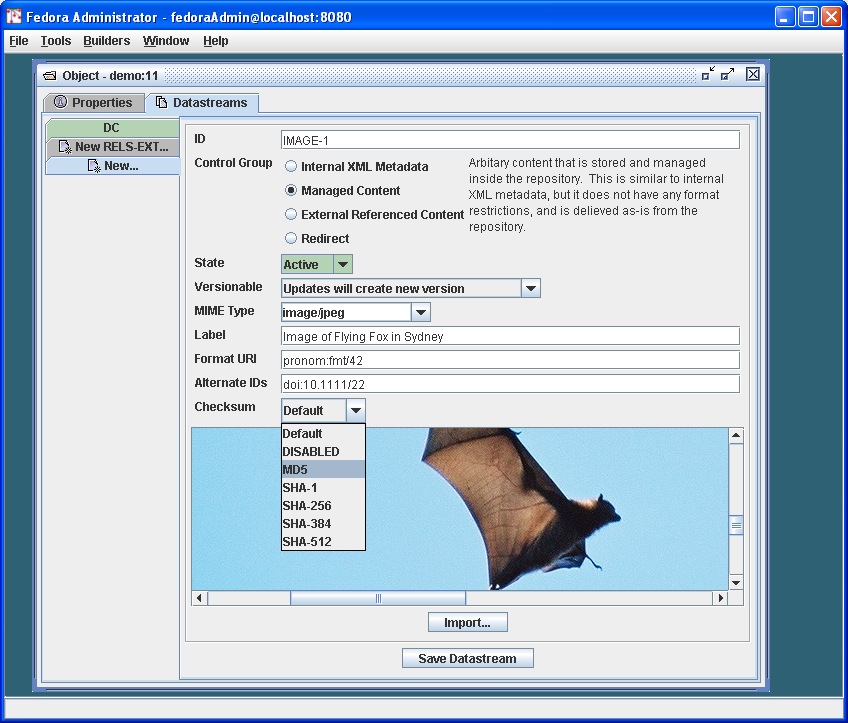 Fedora Administrator - fedoraAdmin@localhost:8080
File Tools Builders Window Help
Object - demo:11
Properties Datastreams
DC
New RELS-EXT...
New...
ID IMAGE-1
Control Group
Internal XML Metadata
Managed Content
External Referenced Content
Redirect
Arbitary content that is stored and managed
inside the repository. This is similar to internal
XML metadata, but it does not have any format
restrictions, and is delieved as-is from the
repository.
State Active
Versionable Updates will create new version
MIME Type image/jpeg
Label Image of Flying Fox in Sydney
Format URI pronom:fmt/42
Alternate IDs doi:10.1111/22
Checksum Default
Default
DISABLED
MD5
SHA-1
SHA-256
SHA-384
SHA-512
Import...
Save Datastream